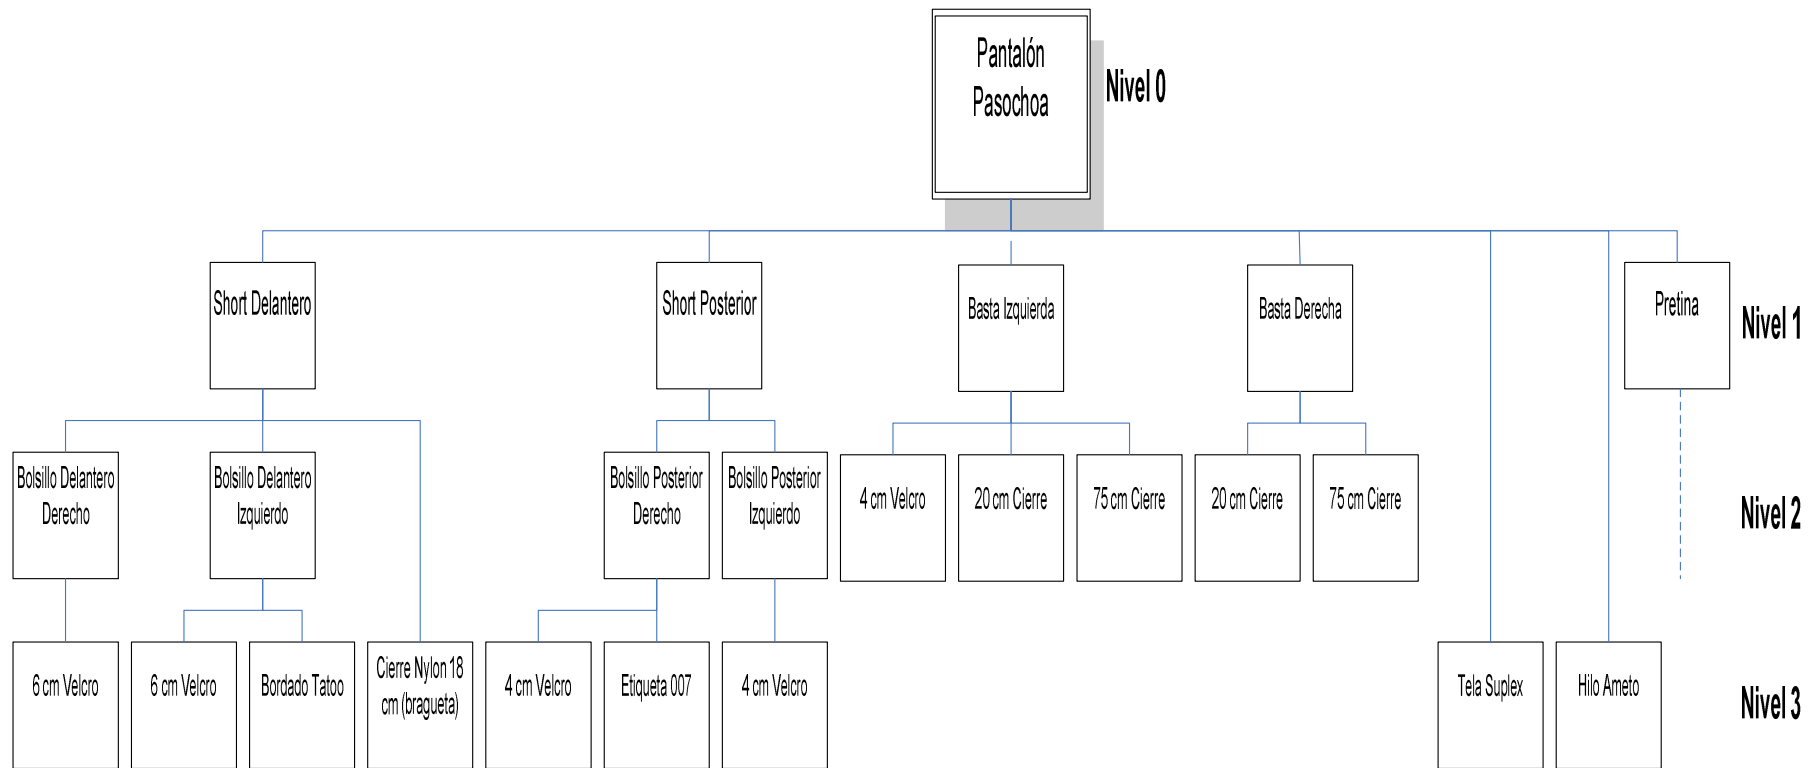 Pantalón
Pasochoa
Nivel 0
Short Delantero
Short Posterior
Basta Izquierda
Basta Derecha
Pretina
Nivel 1
Bolsillo Delantero
Derecho
Bolsillo Delantero
Izquierdo
Bolsillo Posterior
Derecho
Bolsillo Posterior
Izquierdo
4 cm Velcro
20 cm Cierre
75 cm Cierre
20 cm Cierre
75 cm Cierre
Nivel 2
6 cm Velcro
6 cm Velcro
Bordado Tatoo
Cierre Nylon 18
cm (bragueta)
4 cm Velcro
Etiqueta 007
4 cm Velcro
Tela Suplex
Hilo Ameto
Nivel 3